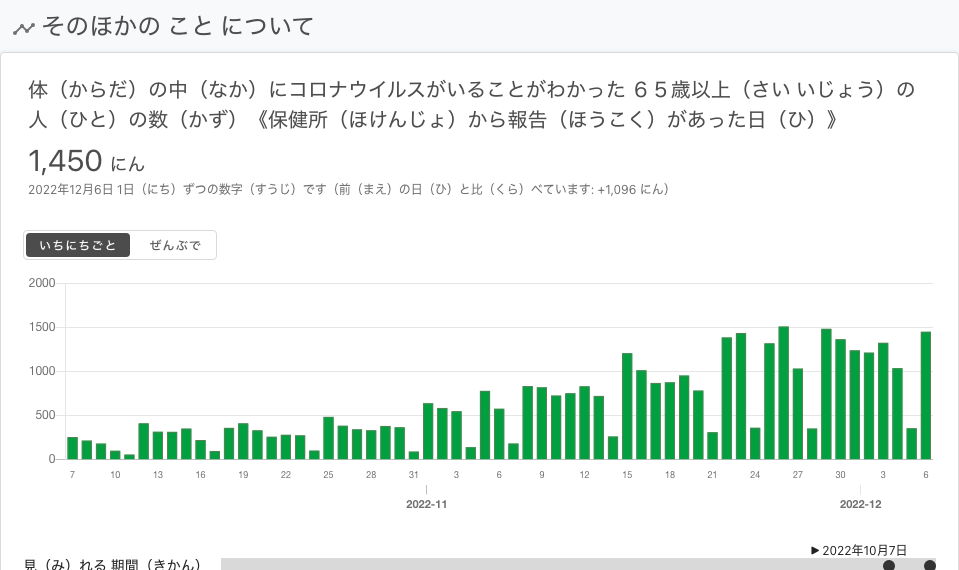 そのほかの こと について
体（からだ）の中（なか）にコロナウイルスがいることがわかった ６５歳以上（さい いじょう）の
人（ひと）の数（かず）《保健所（ほけんじょ）から報告（ほうこく）があった日（ひ）》
1,450 にん
2022年12月6日 1日（にち）ずつの数字（すうじ）です（前（まえ）の日（ひ）と比（くら）べています: +1,096 にん）
いちにちごと ぜんぶで
2000
1500
1000
500
0
7 10 13 16 19 22 25 28 31 3 6 9 12 15 18 21 24 27 30 3 6
2022-11 2022-12
▶ 2022年10月7日
見（み）れる 期間（きかん）